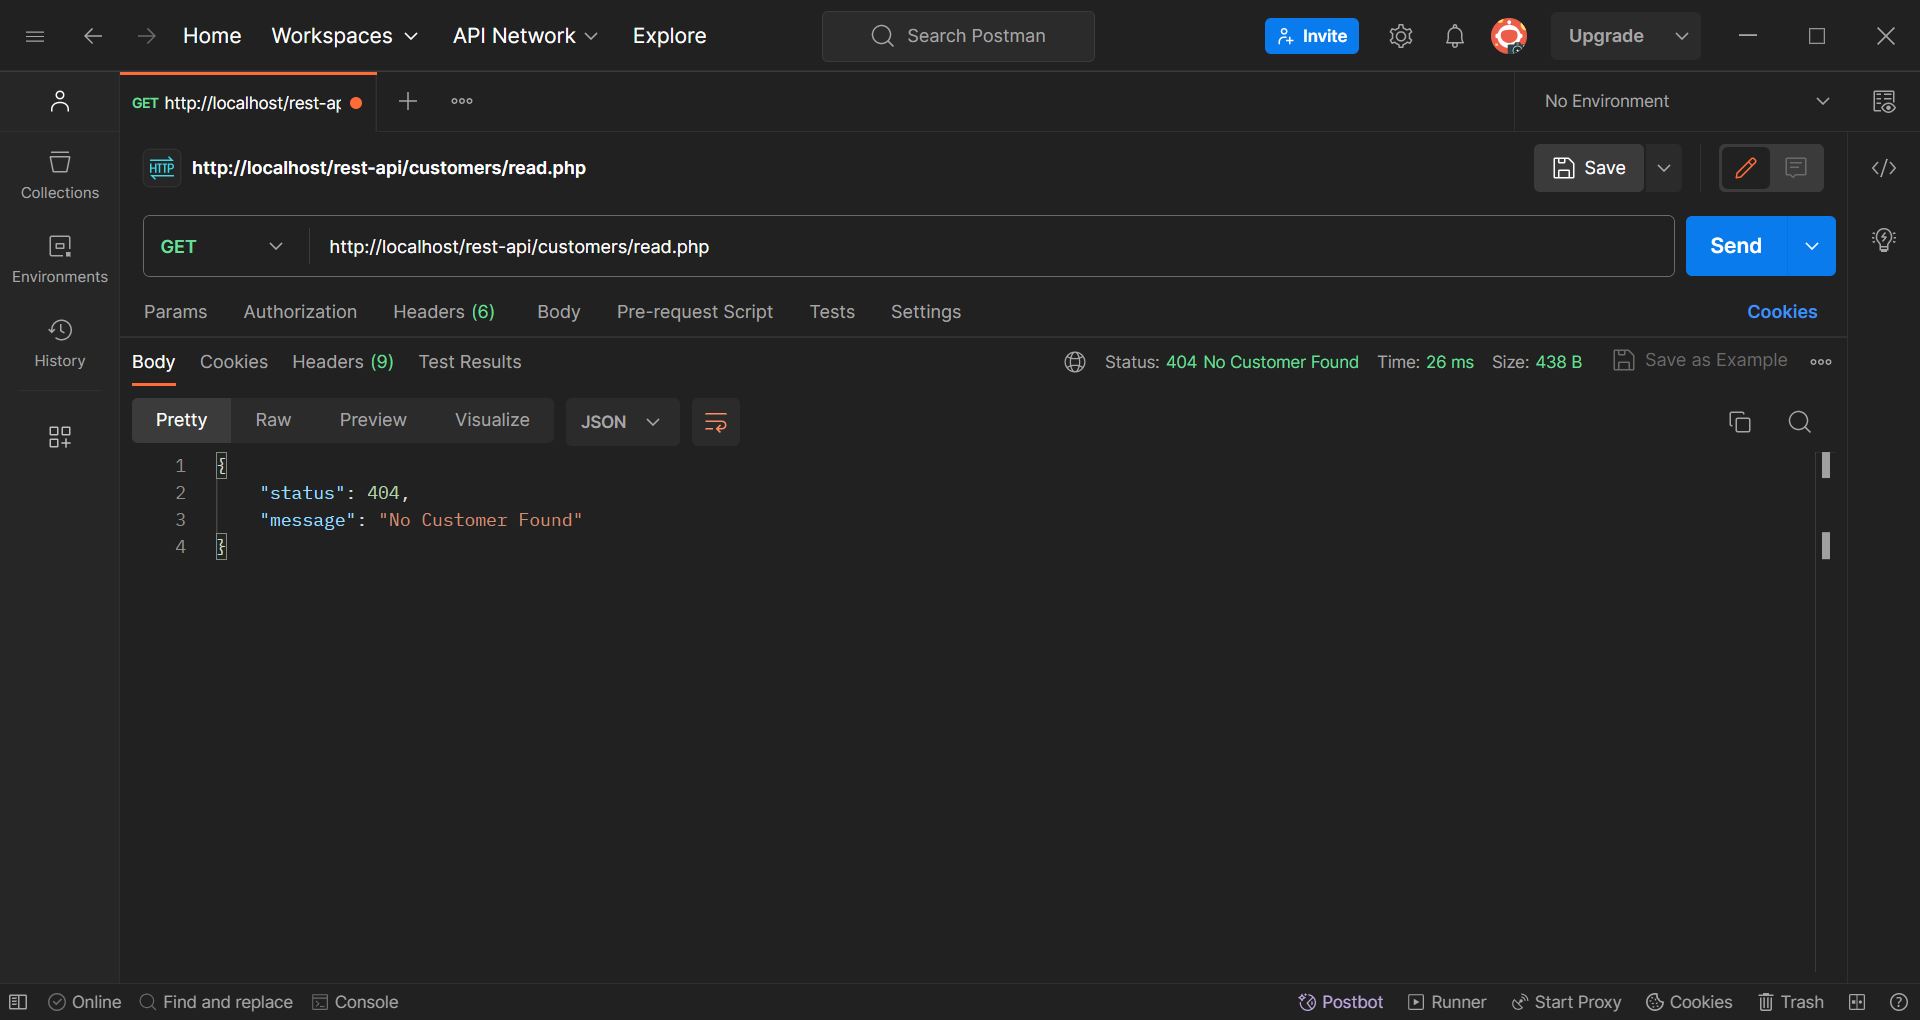 Home Workspaces API Network Explore Search Postman Invite Upgrade
GET http://localhost/rest-ap No Environment
HTTP http://localhost/rest-api/customers/read.php Save
Collections
GET http://localhost/rest-api/customers/read.php Send
Environments
Params Authorization Headers (6) Body Pre-request Script Tests Settings Cookies
History
Body Cookies Headers (9) Test Results Status: 404 No Customer Found Time: 26 ms Size: 438 B Save as Example
Pretty Raw Preview Visualize JSON
1 {
2 "status": 404,
3 "message": "No Customer Found"
4 }
Online Find and replace Console Postbot Runner Start Proxy Cookies Trash